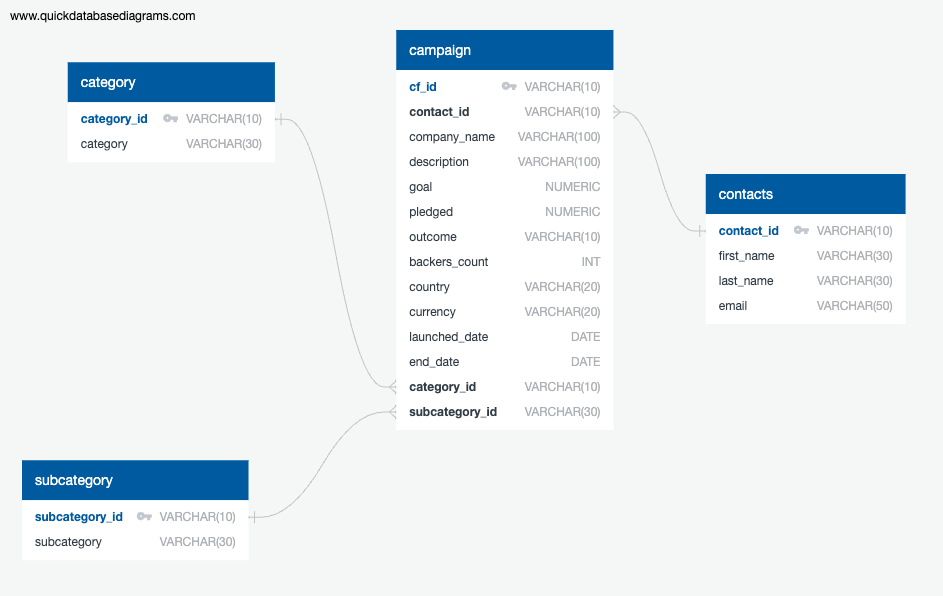 www.quickdatabasediagrams.com
category
category_id VARCHAR(10)
category VARCHAR(30)
campaign
cf_id VARCHAR(10)
contact_id VARCHAR(10)
company_name VARCHAR(100)
description VARCHAR(100)
goal NUMERIC
pledged NUMERIC
outcome VARCHAR(10)
backers_count INT
country VARCHAR(20)
currency VARCHAR(20)
launched_date DATE
end_date DATE
category_id VARCHAR(10)
subcategory_id VARCHAR(30)
contacts
contact_id VARCHAR(10)
first_name VARCHAR(30)
last_name VARCHAR(30)
email VARCHAR(50)
subcategory
subcategory_id VARCHAR(10)
subcategory VARCHAR(30)